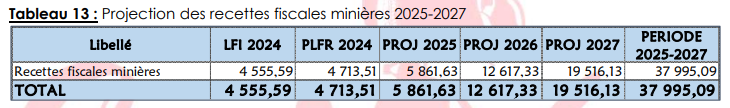 Tableau 13 : Projection des recettes fiscales minières 2025-2027
Libellé LFI 2024 PLFR 2024 PROJ 2025 PROJ 2026 PROJ 2027 PERIODE 2025-2027
Recettes fiscales minières 4 555,59 4 713,51 5 861,63 12 617,33 19 516,13 37 995,09
TOTAL 4 555,59 4 713,51 5 861,63 12 617,33 19 516,13 37 995,09